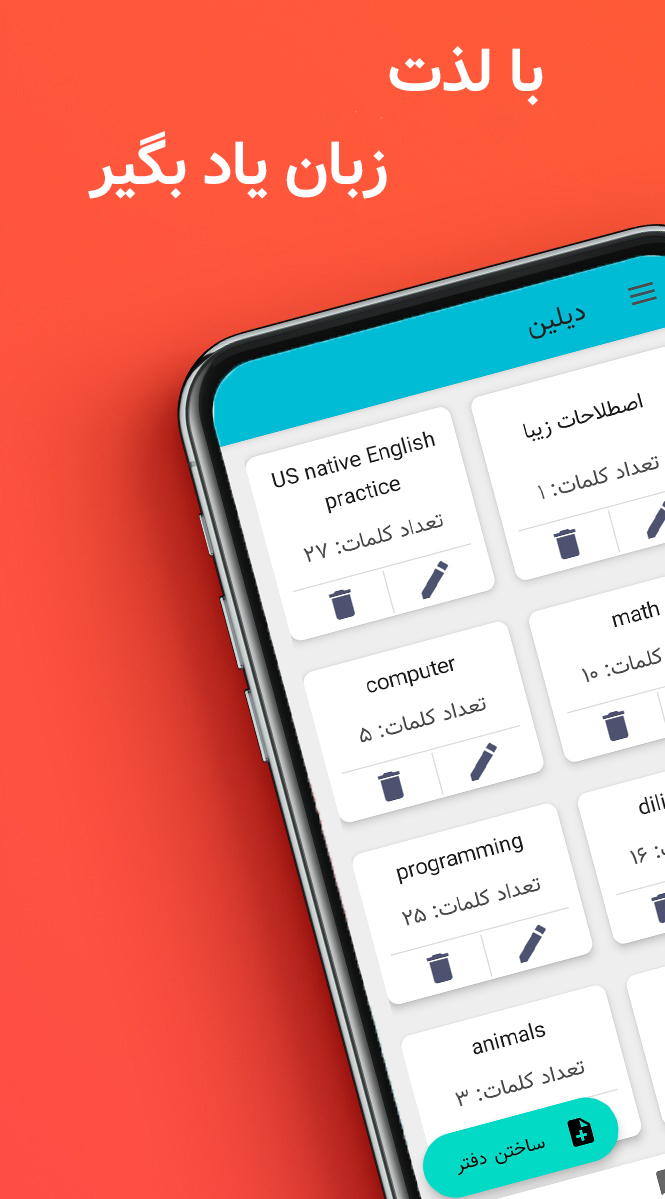 با لذت
زبان یاد بگیر
دیلین
اصطلاحات زیبا
تعداد کلمات: ۱
US native English
practice
تعداد کلمات: ۲۷
math
کلمات: ۱۰
computer
تعداد کلمات: ۵
۱۶
programming
تعداد کلمات: ۲۵
animals
تعداد کلمات: ۳
ساختن دفتر